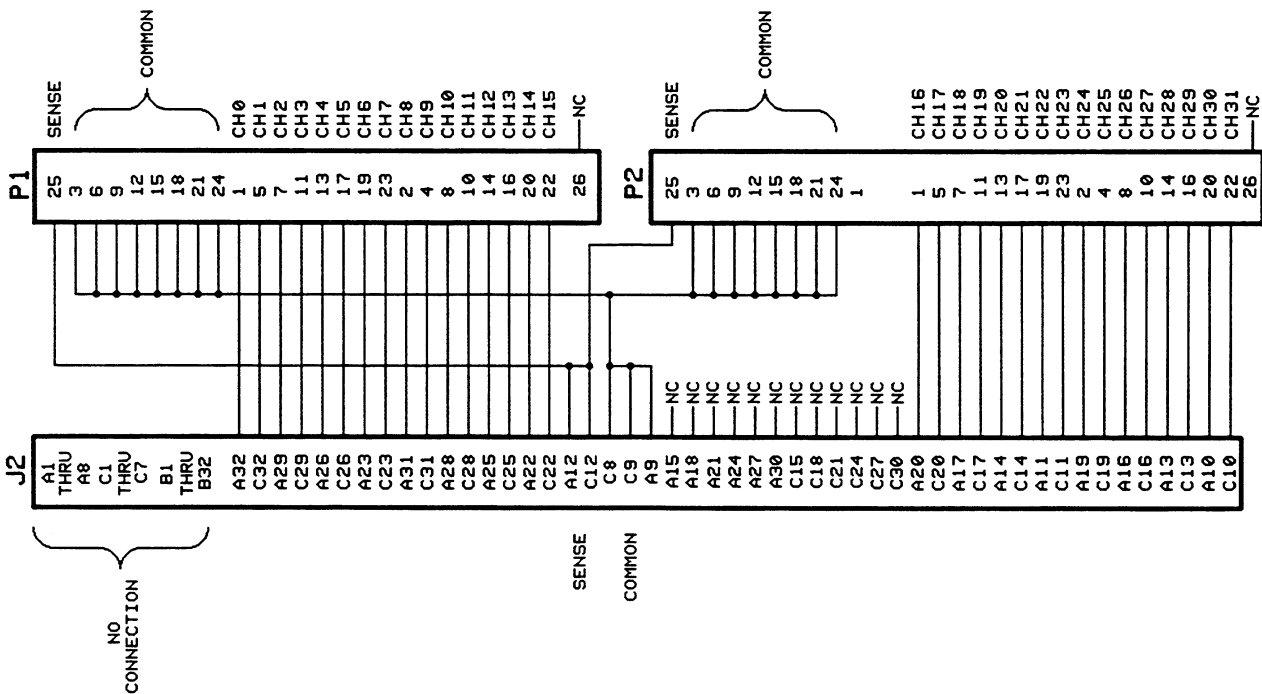 J2
NO
CONNECTION
A1
THRU
A8
C1
THRU
C7
B1
THRU
B32
A32
C32
A29
C29
A26
C26
A23
C23
A31
C31
A28
C28
A25
C25
A22
C22
SENSE
A12
C12
COMMON
C8
C9
A9
A15 NC
A18 NC
A21 NC
A24 NC
A27 NC
A30 NC
C15 NC
C18 NC
C21 NC
C24 NC
C27 NC
C30 NC
A20
C20
A17
C17
A14
C14
A11
C11
A19
C19
A16
C16
A13
C13
A10
C10
P1
25 SENSE
3
6
9
12
15
18
21
24
COMMON
1 CH0
5 CH1
7 CH2
11 CH3
13 CH4
17 CH5
19 CH6
23 CH7
2 CH8
4 CH9
8 CH10
10 CH11
14 CH12
16 CH13
20 CH14
22 CH15
26 NC
P2
25 SENSE
3
6
9
12
15
18
21
24
COMMON
1
1 CH16
5 CH17
7 CH18
11 CH19
13 CH20
17 CH21
19 CH22
23 CH23
2 CH24
4 CH25
8 CH26
10 CH27
14 CH28
16 CH29
20 CH30
22 CH31
26 NC